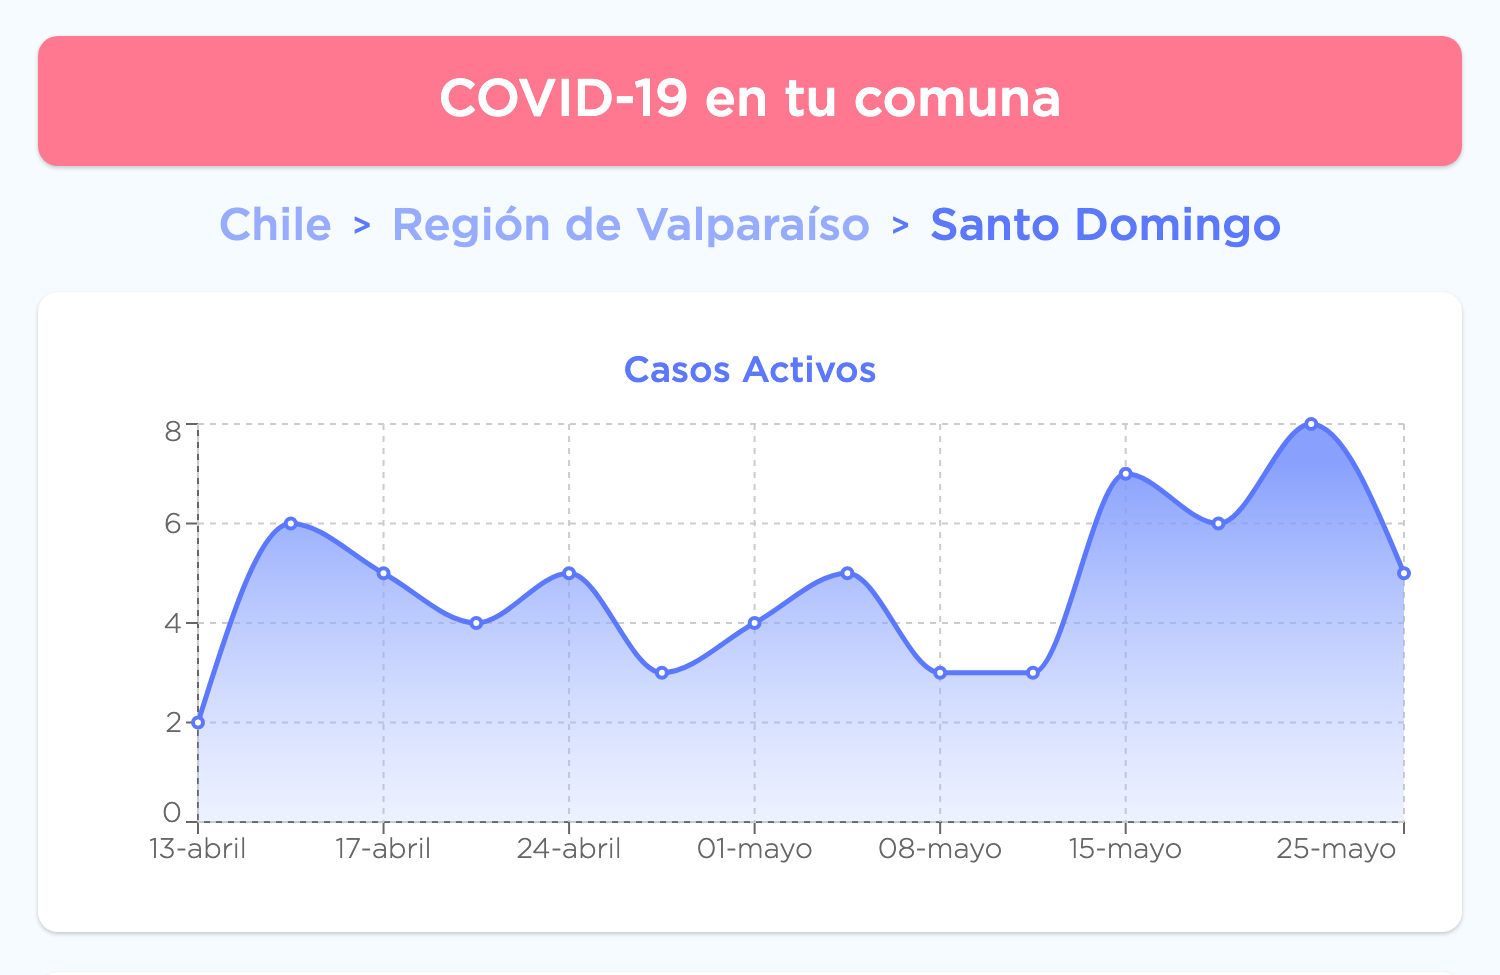 COVID-19 en tu comuna
Chile > Región de Valparaíso > Santo Domingo
Casos Activos
8
6
4
2
0
13-abril 17-abril 24-abril 01-mayo 08-mayo 15-mayo 25-mayo